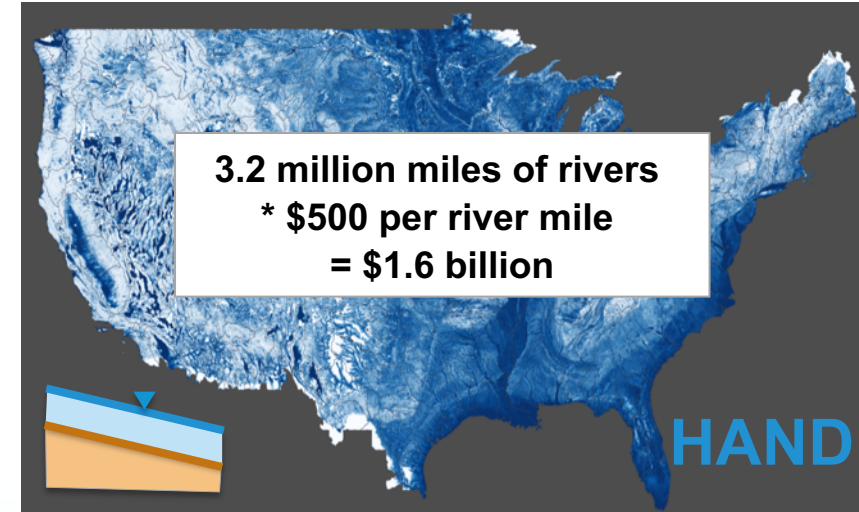 3.2 million miles of rivers
* $500 per river mile
= $1.6 billion
HAND